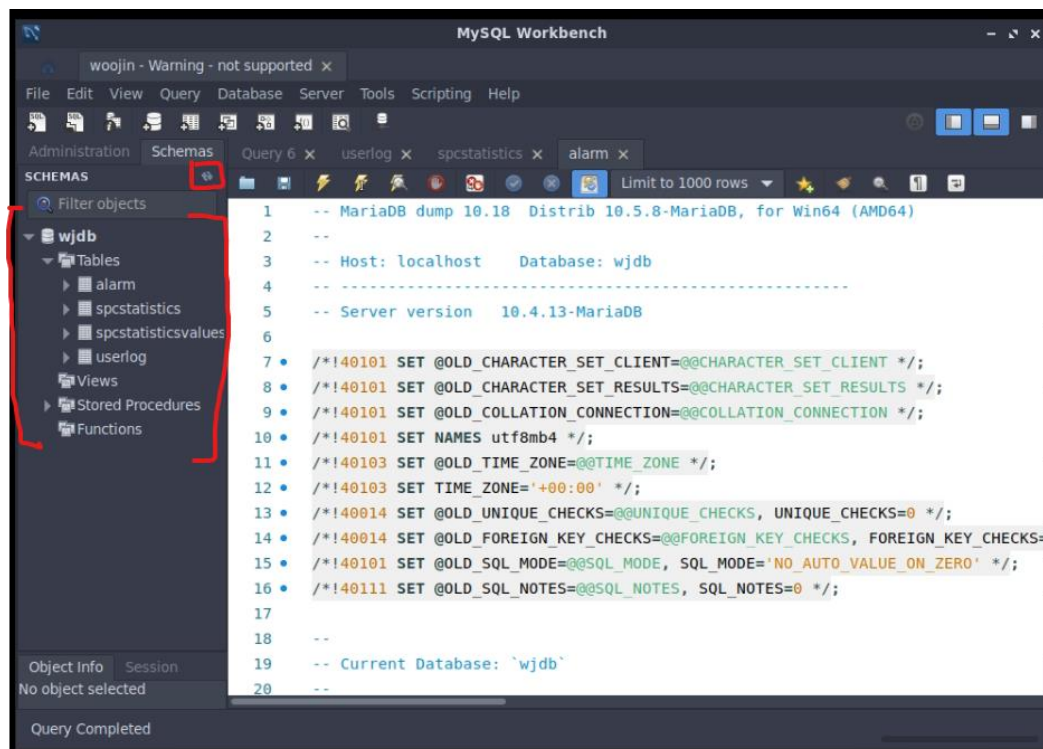 MySQL Workbench
woojin - Warning - not supported
File Edit View Query Database Server Tools Scripting Help
Administration Schemas Query 6 userlog spcstatistics alarm
SCHEMAS
Limit to 1000 rows
Filter objects
wjdb
Tables
alarm
spcstatistics
spcstatisticsvalues
userlog
Views
Stored Procedures
Functions
1 -- MariaDB dump 10.18 Distrib 10.5.8-MariaDB, for Win64 (AMD64)
2 --
3 -- Host: localhost Database: wjdb
4 -- ------------------------------------------------------
5 -- Server version 10.4.13-MariaDB
6
7 /*!40101 SET @OLD_CHARACTER_SET_CLIENT=@@CHARACTER_SET_CLIENT */;
8 /*!40101 SET @OLD_CHARACTER_SET_RESULTS=@@CHARACTER_SET_RESULTS */;
9 /*!40101 SET @OLD_COLLATION_CONNECTION=@@COLLATION_CONNECTION */;
10 /*!40101 SET NAMES utf8mb4 */;
11 /*!40103 SET @OLD_TIME_ZONE=@@TIME_ZONE */;
12 /*!40103 SET TIME_ZONE='+00:00' */;
13 /*!40014 SET @OLD_UNIQUE_CHECKS=@@UNIQUE_CHECKS, UNIQUE_CHECKS=0 */;
14 /*!40014 SET @OLD_FOREIGN_KEY_CHECKS=@@FOREIGN_KEY_CHECKS, FOREIGN_KEY_CHECKS=
15 /*!40101 SET @OLD_SQL_MODE=@@SQL_MODE, SQL_MODE='NO_AUTO_VALUE_ON_ZERO' */;
16 /*!40111 SET @OLD_SQL_NOTES=@@SQL_NOTES, SQL_NOTES=0 */;
17
18 --
19 -- Current Database: `wjdb`
20 --
Object Info Session
No object selected
Query Completed